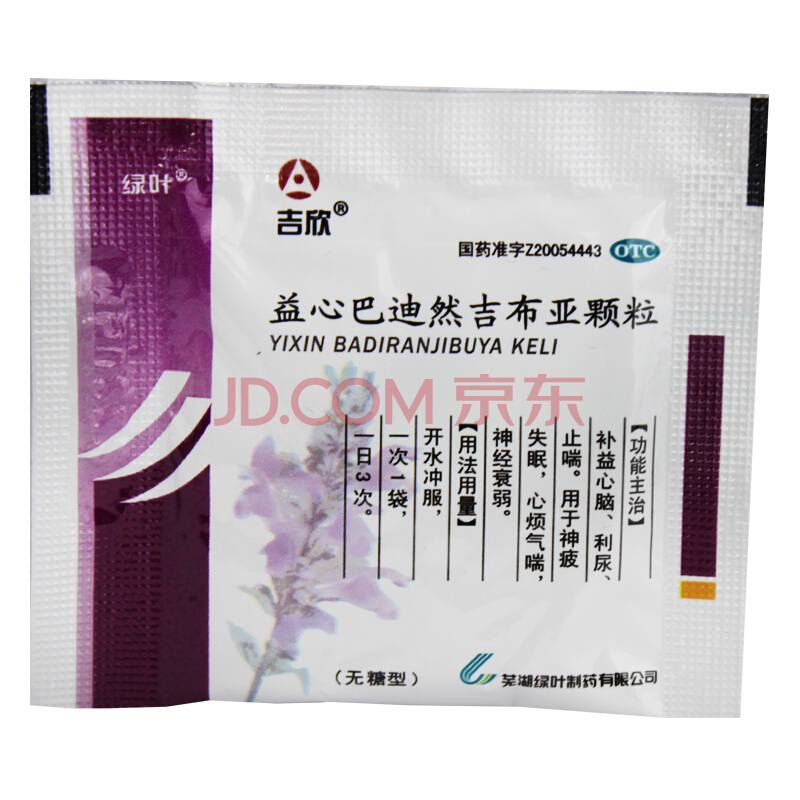 绿叶®
吉欣®
国药准字Z20054443 OTC
益心巴迪然吉布亚颗粒
YIXIN BADIRANJIBUYA KELI
JD.COM 京东
【功能主治】
补益心脑、利尿、
止喘。用于神疲
失眠，心烦气喘，
神经衰弱。
【用法用量】
开水冲服，
一次1袋，
一日3次。
（无糖型）
芜湖绿叶制药有限公司